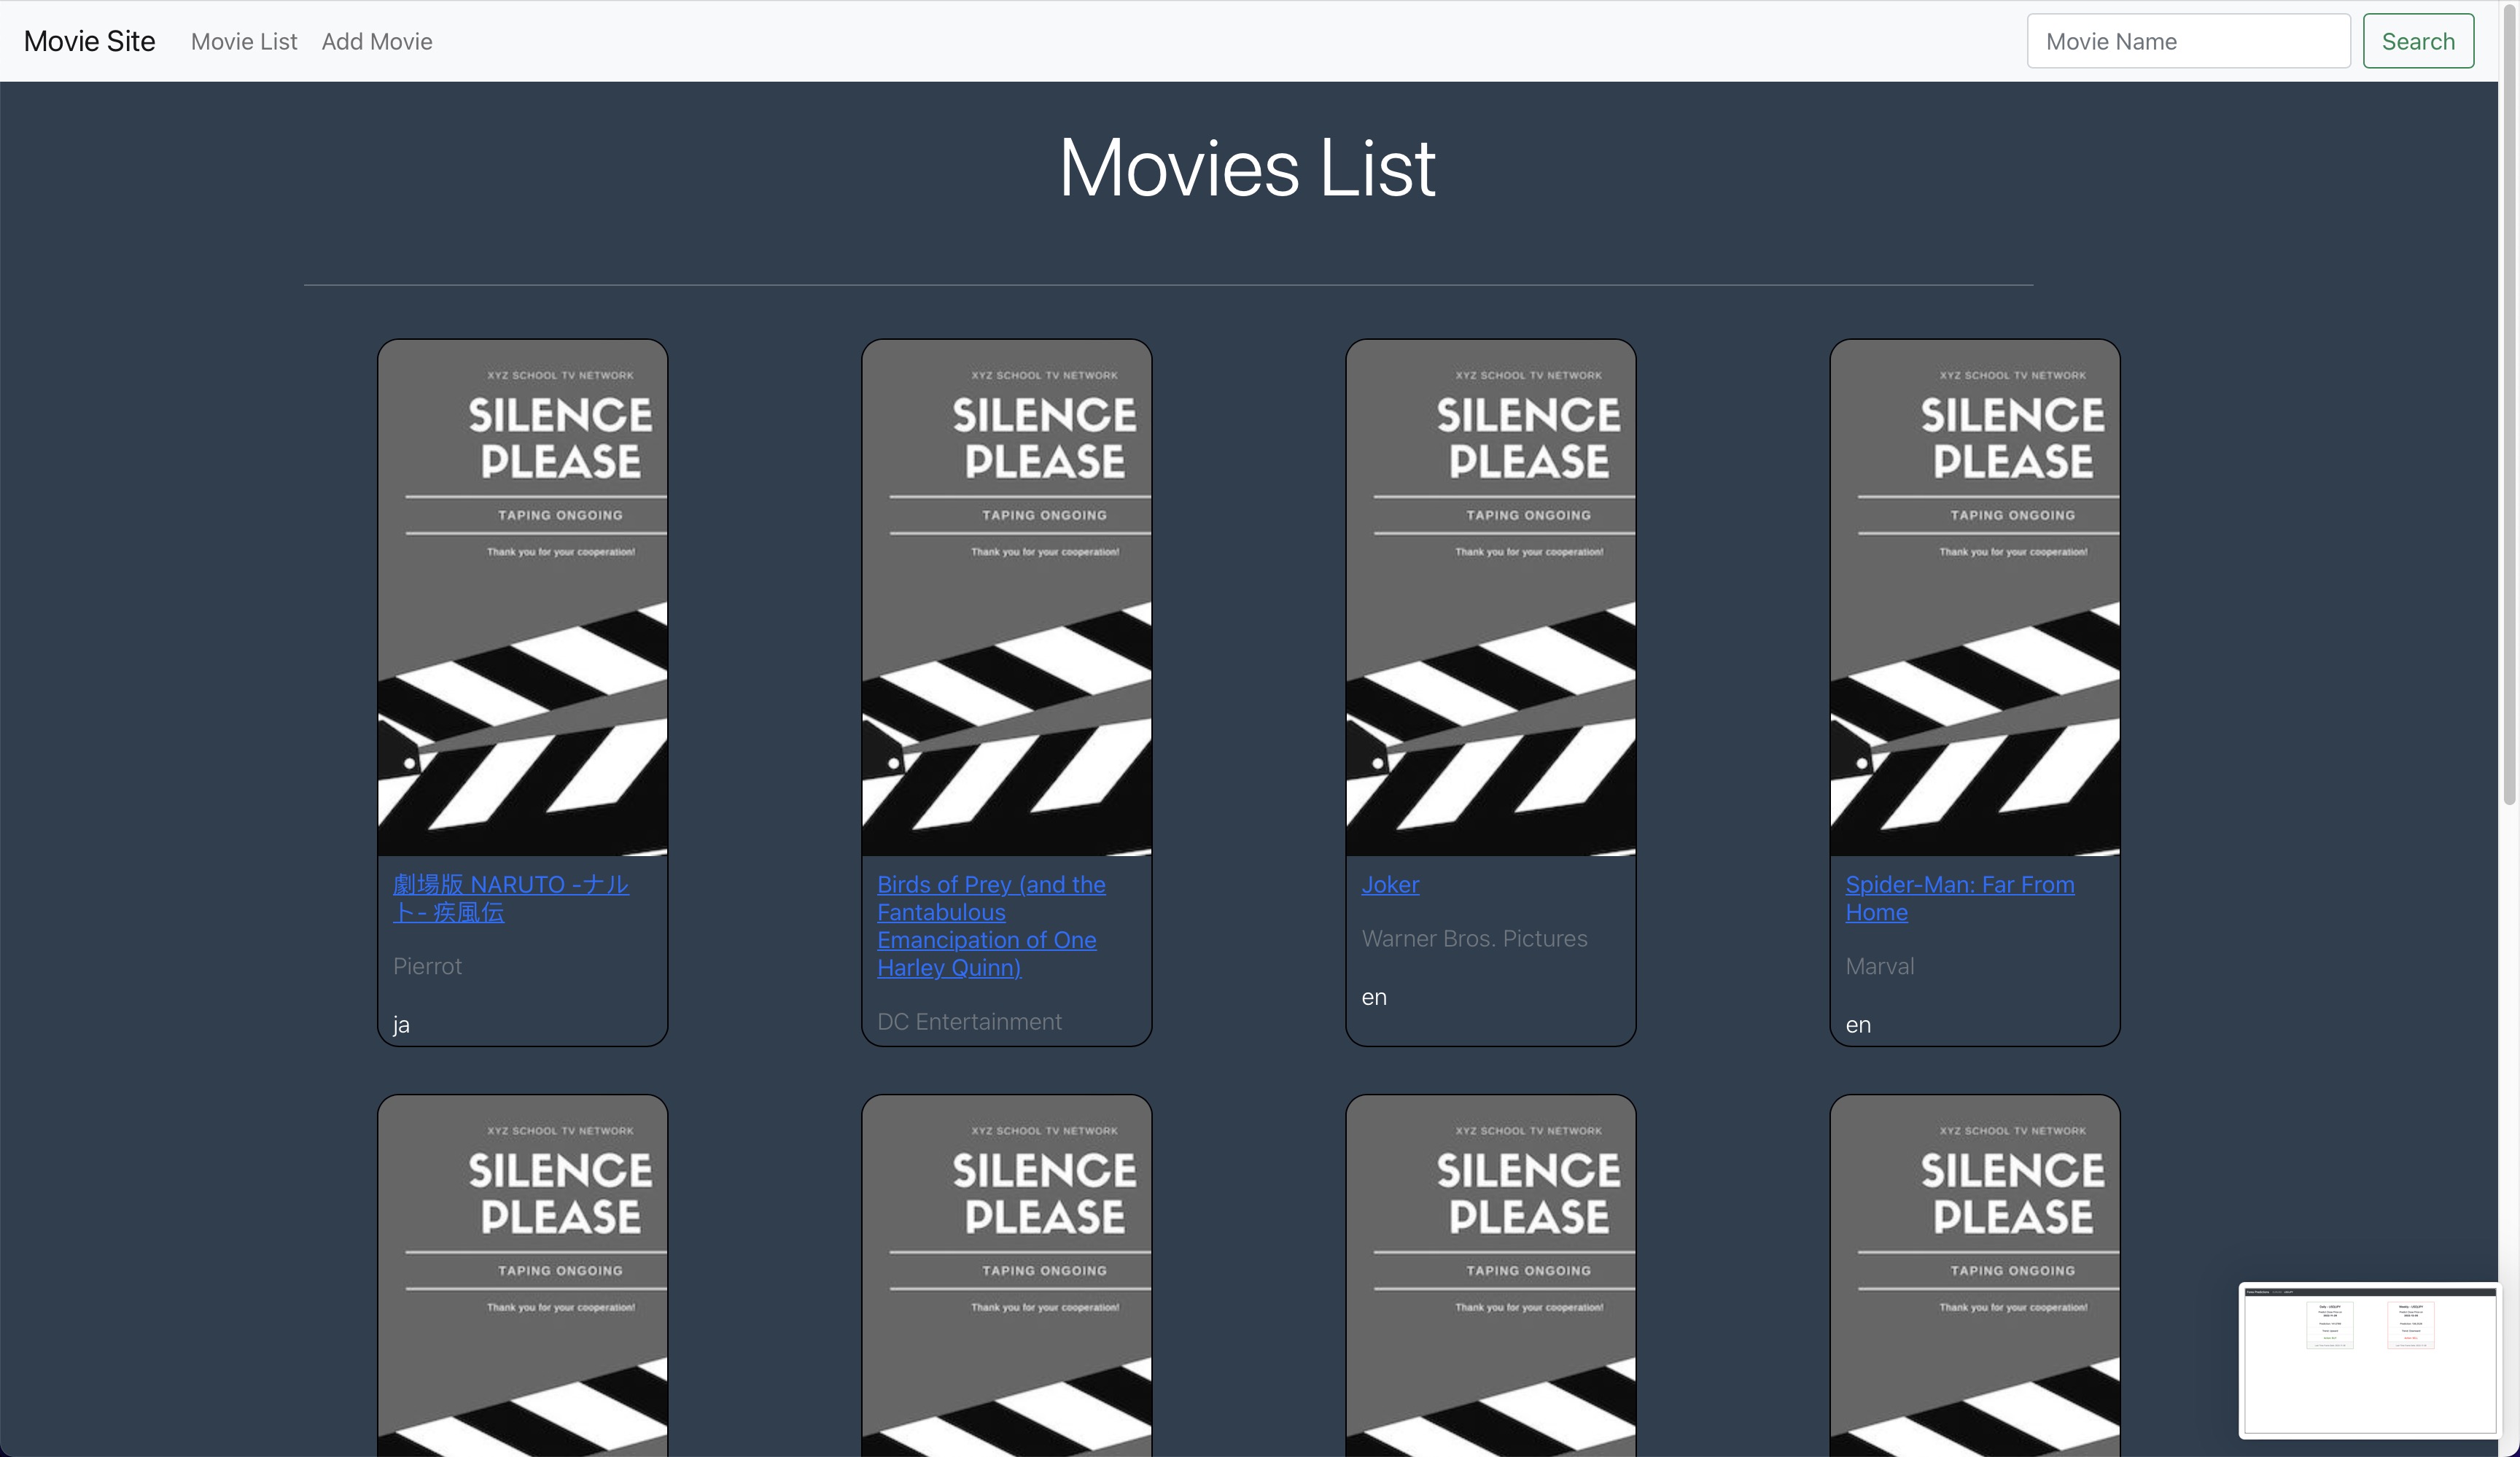 Movie Site Movie List Add Movie Movie Name Search
Movies List
XYZ SCHOOL TV NETWORK
SILENCE
PLEASE
TAPING ONGOING
Thank you for your cooperation!
劇場版 NARUTO -ナル
ト- 疾風伝
Pierrot
ja
XYZ SCHOOL TV NETWORK
SILENCE
PLEASE
TAPING ONGOING
Thank you for your cooperation!
Birds of Prey (and the
Fantabulous
Emancipation of One
Harley Quinn)
DC Entertainment
XYZ SCHOOL TV NETWORK
SILENCE
PLEASE
TAPING ONGOING
Thank you for your cooperation!
Joker
Warner Bros. Pictures
en
XYZ SCHOOL TV NETWORK
SILENCE
PLEASE
TAPING ONGOING
Thank you for your cooperation!
Spider-Man: Far From
Home
Marval
en
XYZ SCHOOL TV NETWORK
SILENCE
PLEASE
TAPING ONGOING
Thank you for your cooperation!
XYZ SCHOOL TV NETWORK
SILENCE
PLEASE
TAPING ONGOING
Thank you for your cooperation!
XYZ SCHOOL TV NETWORK
SILENCE
PLEASE
TAPING ONGOING
Thank you for your cooperation!
XYZ SCHOOL TV NETWORK
SILENCE
PLEASE
TAPING ONGOING
Thank you for your cooperation!